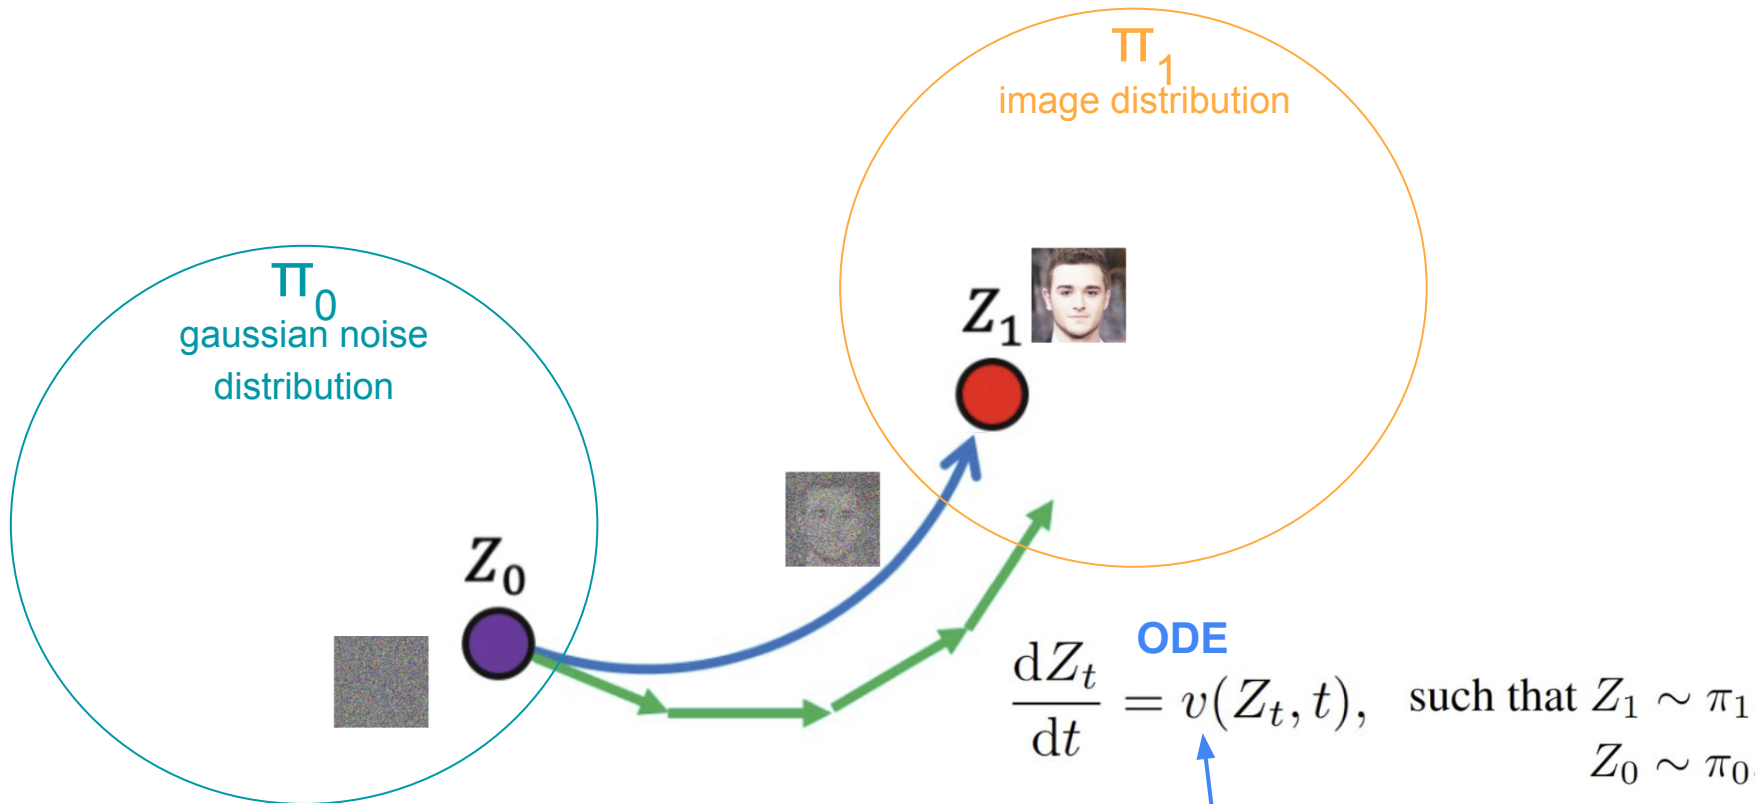 π₁
image distribution
π₀
gaussian noise
distribution
Z₁
Z₀
ODE
dZₜ/dt = v(Zₜ, t), such that Z₁ ∼ π₁
Z₀ ∼ π₀.